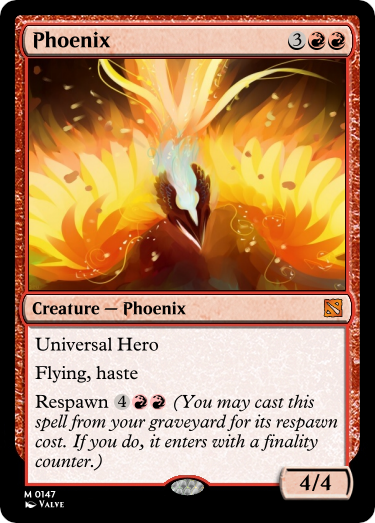 Phoenix 3
Creature — Phoenix
Universal Hero
Flying, haste
Respawn 4 (You may cast this
spell from your graveyard for its respawn
cost. If you do, it enters with a finality
counter.)
4/4
M 0147
Valve